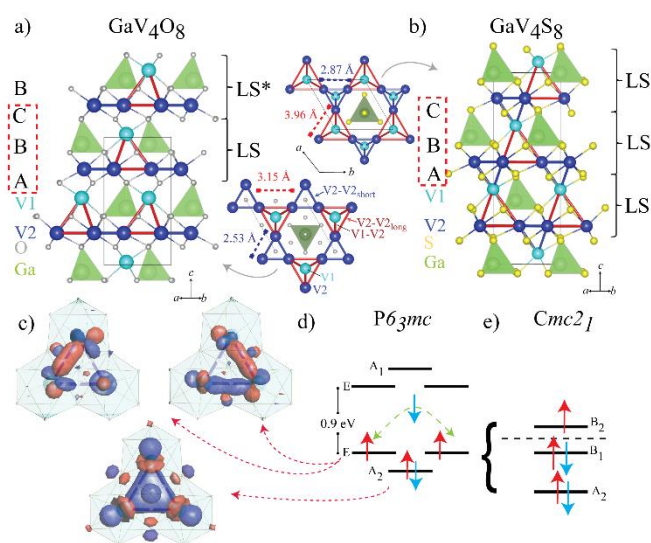 a)
GaV4O8
B
C
B
A
V1
V2
O
Ga
LS*
LS
c
a
b
2.87 Å
3.96 Å
a
b
3.15 Å
2.53 Å
V2-V2short
V2-V2long
V1-V2
V1
V2
b)
GaV4S8
C
B
A
V1
V2
S
Ga
LS
LS
LS
c
a
b
c)
d)
P63mc
A1
E
0.9 eV
E
A2
e)
Cmc21
B2
B1
A2